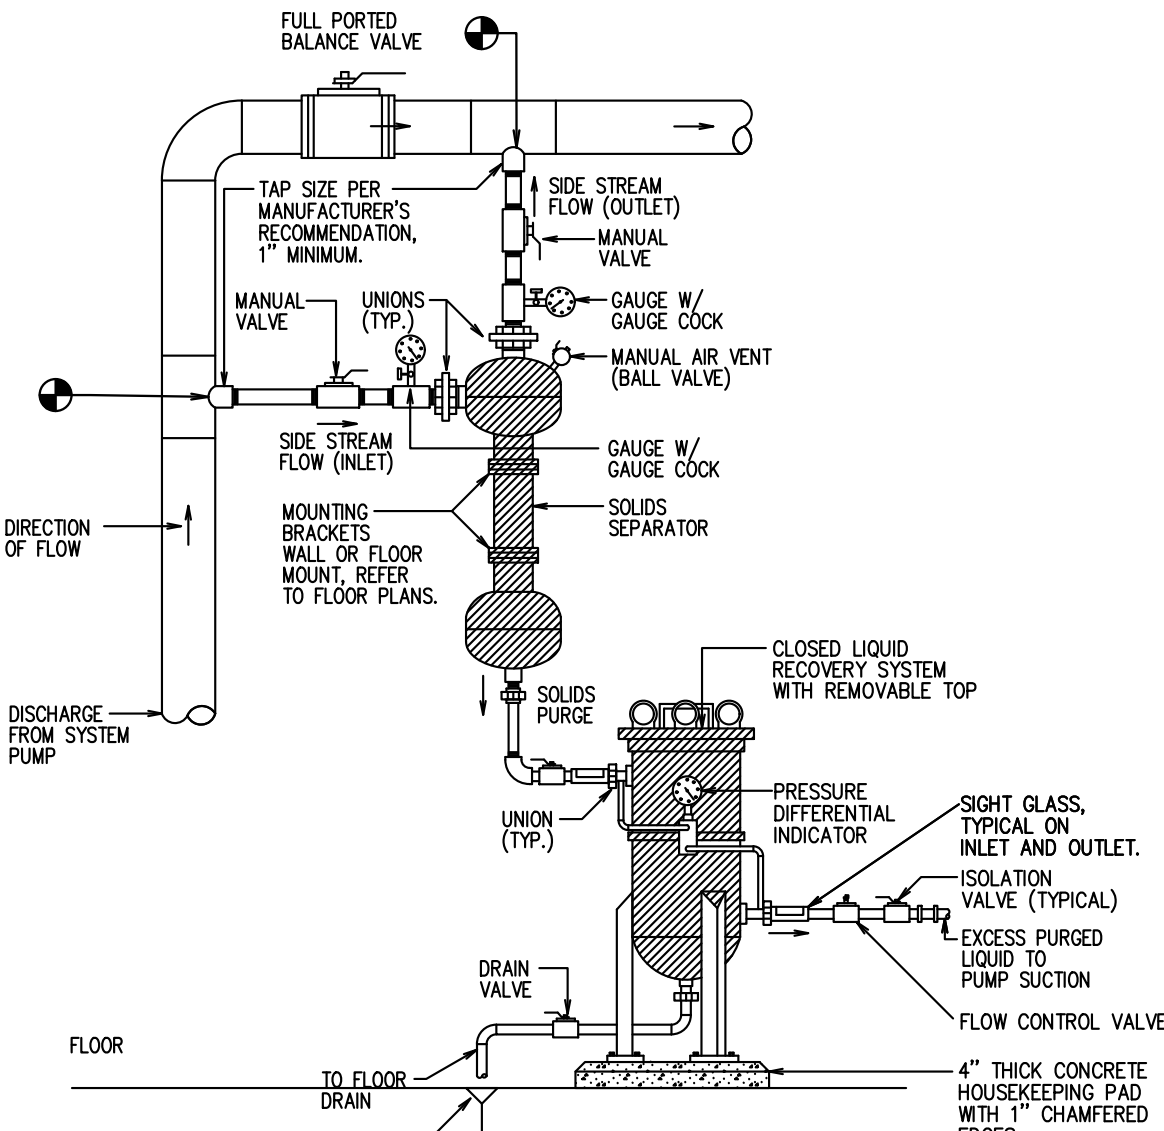 FULL PORTED
BALANCE VALVE
TAP SIZE PER
MANUFACTURER'S
RECOMMENDATION,
1" MINIMUM.
SIDE STREAM
FLOW (OUTLET)
MANUAL
VALVE
MANUAL
VALVE
UNIONS
(TYP.)
GAUGE W/
GAUGE COCK
MANUAL AIR VENT
(BALL VALVE)
SIDE STREAM
FLOW (INLET)
GAUGE W/
GAUGE COCK
DIRECTION
OF FLOW
MOUNTING
BRACKETS
WALL OR FLOOR
MOUNT, REFER
TO FLOOR PLANS.
SOLIDS
SEPARATOR
CLOSED LIQUID
RECOVERY SYSTEM
WITH REMOVABLE TOP
DISCHARGE
FROM SYSTEM
PUMP
SOLIDS
PURGE
UNION
(TYP.)
PRESSURE
DIFFERENTIAL
INDICATOR
SIGHT GLASS,
TYPICAL ON
INLET AND OUTLET.
ISOLATION
VALVE (TYPICAL)
EXCESS PURGED
LIQUID TO
PUMP SUCTION
DRAIN
VALVE
FLOW CONTROL VALVE
FLOOR
TO FLOOR
DRAIN
4" THICK CONCRETE
HOUSEKEEPING PAD
WITH 1" CHAMFERED